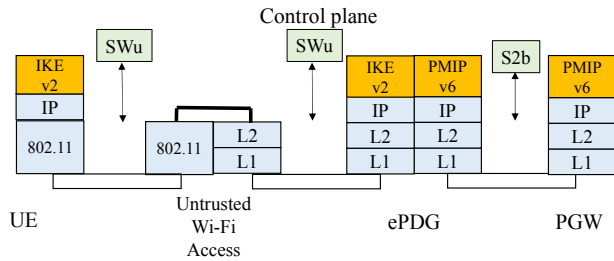 Control plane
SWu
SWu
S2b
IKE
v2
IP
802.11
802.11
L2
L1
IKE
v2
IP
L2
L1
PMIP
v6
IP
L2
L1
PMIP
v6
IP
L2
L1
UE
Untrusted
Wi-Fi
Access
ePDG
PGW